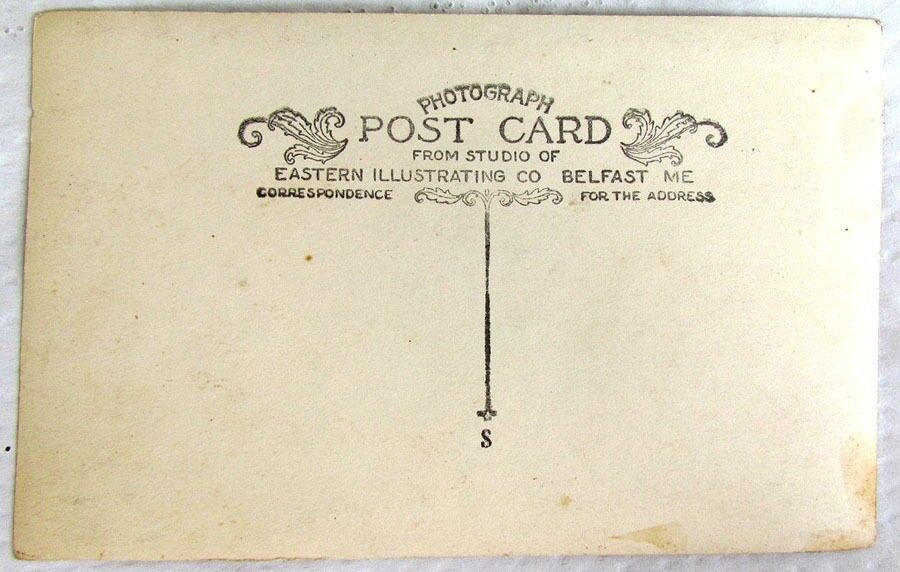 PHOTOGRAPH
POST CARD
FROM STUDIO OF
EASTERN ILLUSTRATING CO BELFAST ME
CORRESPONDENCE FOR THE ADDRESS
S